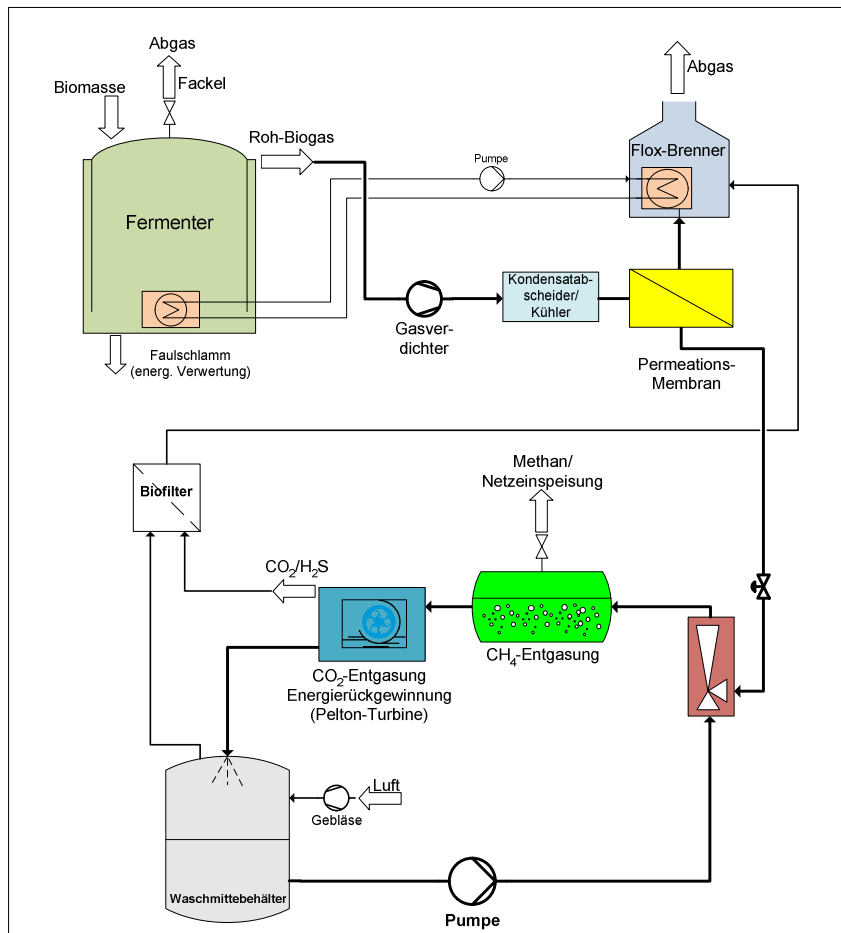 Abgas
Fackel
Biomasse
Abgas
Roh-Biogas
Pumpe
Flox-Brenner
Fermenter
Kondensatab-
scheider/
Kühler
Gasver-
dichter
Faulschlamm
(energ. Verwertung)
Permeations-
Membran
Methan/
Netzeinspeisung
Biofilter
CO2/H2S
CH4-Entgasung
CO2-Entgasung
Energierückgewinnung
(Pelton-Turbine)
Luft
Gebläse
Waschmittebehälter
Pumpe